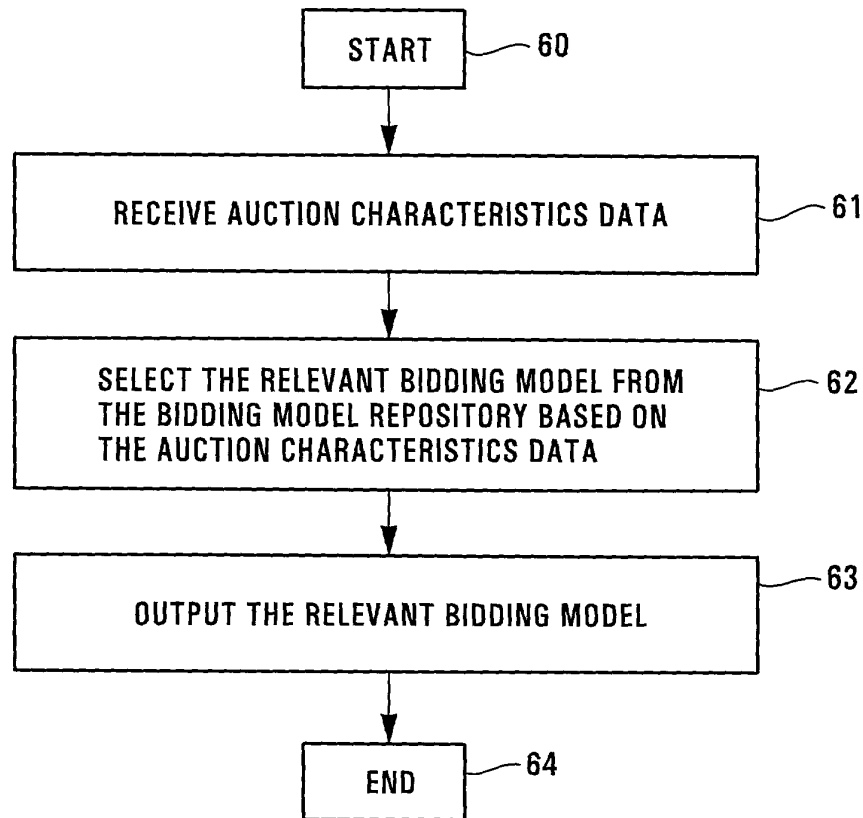 START
60
RECEIVE AUCTION CHARACTERISTICS DATA
61
SELECT THE RELEVANT BIDDING MODEL FROM
THE BIDDING MODEL REPOSITORY BASED ON
THE AUCTION CHARACTERISTICS DATA
62
OUTPUT THE RELEVANT BIDDING MODEL
63
END
64